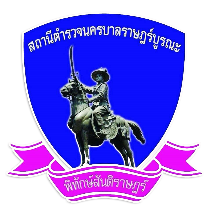 สถานีตำรวจนครบาลราษฎร์บูรณะ
พิทักษ์สันติราษฎร์